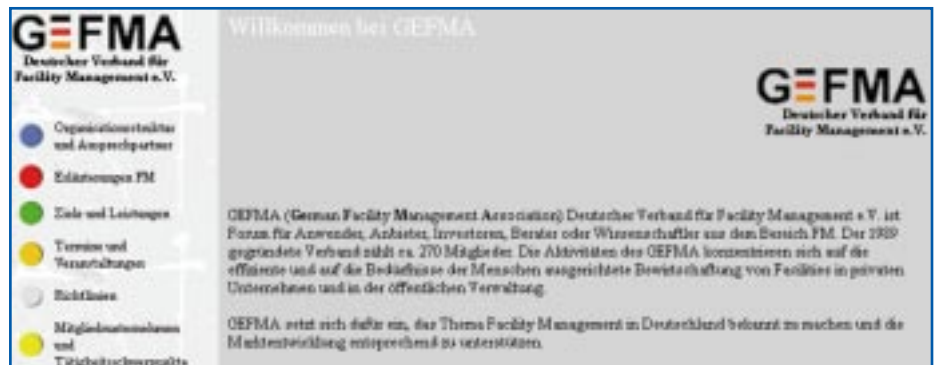 GEFMA
Deutscher Verband für
Facility Management e.V.
Organisationsstruktur
und Ansprechpartner
Erläuterungen FM
Ziele und Leistungen
Termine und
Veranstaltungen
Richtlinien
Mitgliedsunternehmen
und
Tätigkeitsschwerpunkte
Willkommen bei GEFMA
GEFMA
Deutscher Verband für
Facility Management e.V.
GEFMA (German Facility Management Association) Deutscher Verband für Facility Management e.V. ist
Forum für Anwender, Anbieter, Investoren, Berater oder Wissenschaftler aus dem Bereich FM. Der 1989
gegründete Verband zählt ca. 270 Mitglieder. Die Aktivitäten des GEFMA konzentrieren sich auf die
effiziente und auf die Bedürfnisse der Menschen ausgerichtete Bewirtschaftung von Facilities in privaten
Unternehmen und in der öffentlichen Verwaltung.
GEFMA setzt sich dafür ein, das Thema Facility Management in Deutschland bekannt zu machen und die
Marktentwicklung entsprechend zu unterstützen.